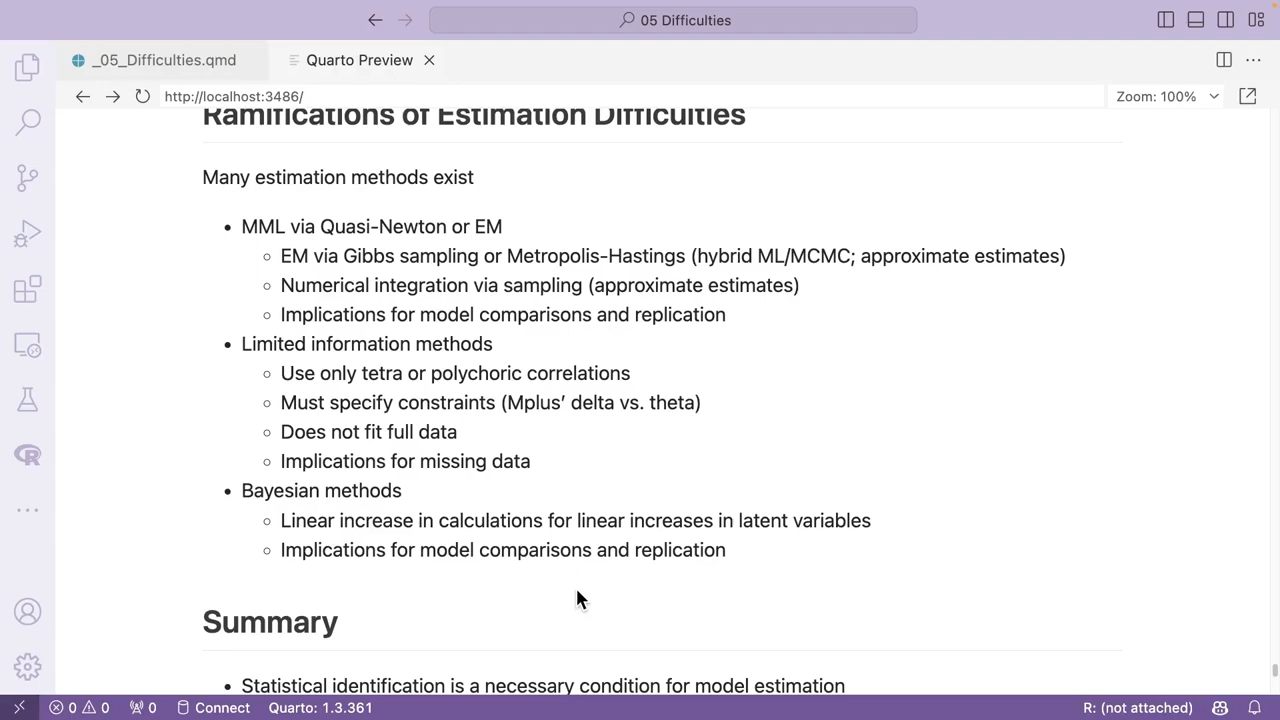 05 Difficulties
_05_Difficulties.qmd
Quarto Preview
http://localhost:3486/
Zoom: 100%
Ramifications of Estimation Difficulties
Many estimation methods exist
• MML via Quasi-Newton or EM
◦ EM via Gibbs sampling or Metropolis-Hastings (hybrid ML/MCMC; approximate estimates)
◦ Numerical integration via sampling (approximate estimates)
◦ Implications for model comparisons and replication
• Limited information methods
◦ Use only tetra or polychoric correlations
◦ Must specify constraints (Mplus’ delta vs. theta)
◦ Does not fit full data
◦ Implications for missing data
• Bayesian methods
◦ Linear increase in calculations for linear increases in latent variables
◦ Implications for model comparisons and replication
Summary
• Statistical identification is a necessary condition for model estimation
0 0 0 Connect Quarto: 1.3.361 R: (not attached)